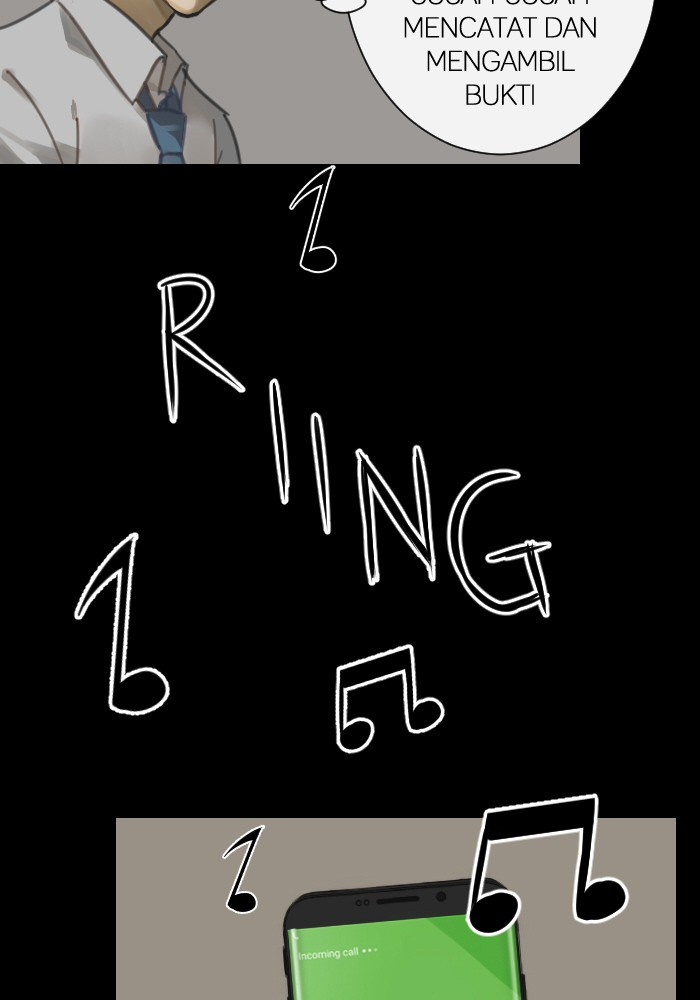 MENCATAT DAN
MENGAMBIL
BUKTI
RIING
Incoming call •••